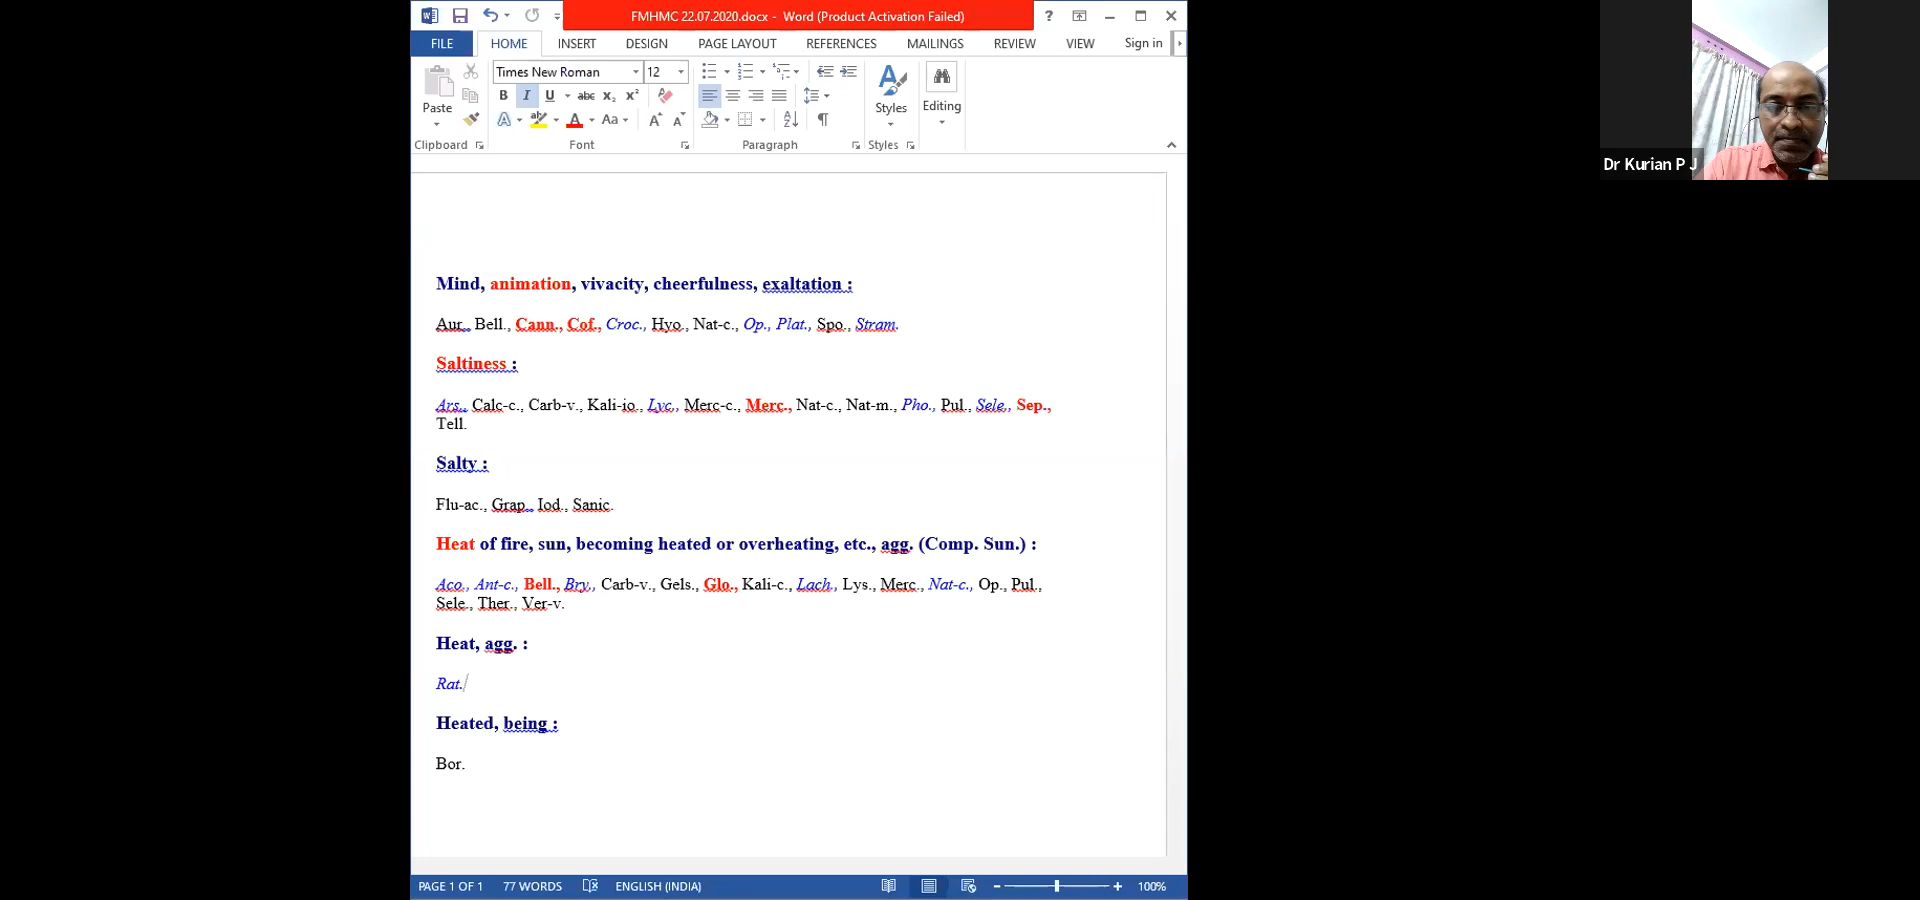 FMHMC 22.07.2020.docx - Word (Product Activation Failed)
FILE HOME INSERT DESIGN PAGE LAYOUT REFERENCES MAILINGS REVIEW VIEW Sign in
Times New Roman 12
Paste
B I U abc x₂ x² Styles Editing
A ab A Aa A A
Clipboard Font Paragraph Styles
Dr Kurian P J
Mind, animation, vivacity, cheerfulness, exaltation :
Aur., Bell., Cann., Cof., Croc., Hyo., Nat-c., Op., Plat., Spo., Stram.
Saltiness :
Ars., Calc-c., Carb-v., Kali-io., Lyc., Merc-c., Merc., Nat-c., Nat-m., Pho., Pul., Sele., Sep.,
Tell.
Salty :
Flu-ac., Grap., Iod., Sanic.
Heat of fire, sun, becoming heated or overheating, etc., agg. (Comp. Sun.) :
Aco., Ant-c., Bell., Bry., Carb-v., Gels., Glo., Kali-c., Lach., Lys., Merc., Nat-c., Op., Pul.,
Sele., Ther., Ver-v.
Heat, agg. :
Rat.
Heated, being :
Bor.
PAGE 1 OF 1 77 WORDS ENGLISH (INDIA) 100%